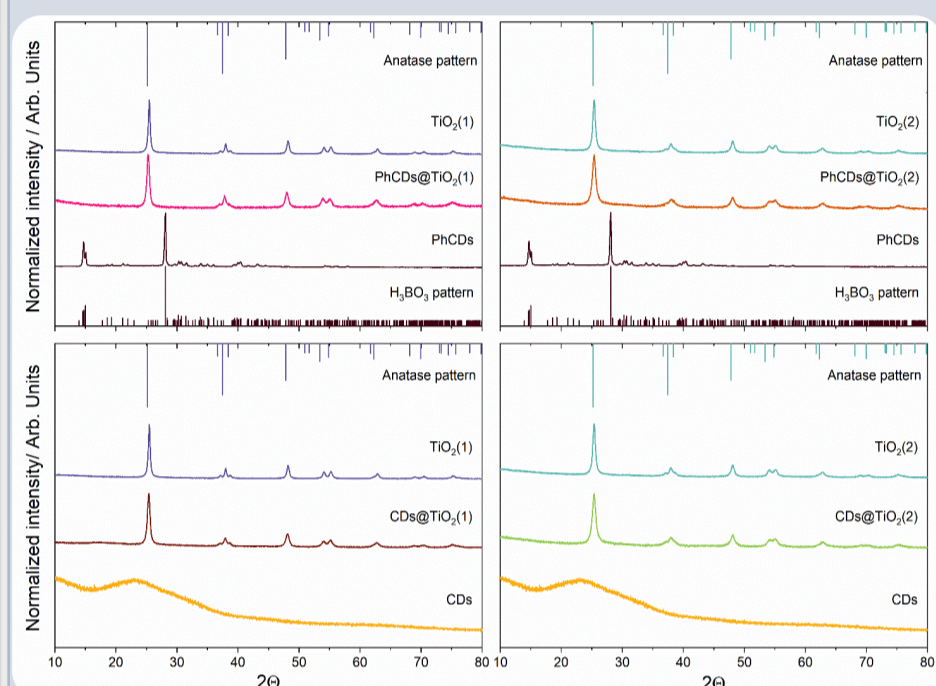 Normalized intensity / Arb. Units
Anatase pattern
TiO₂(1)
PhCDs@TiO₂(1)
PhCDs
H₃BO₃ pattern
Anatase pattern
TiO₂(2)
PhCDs@TiO₂(2)
PhCDs
H₃BO₃ pattern
Normalized intensity/ Arb. Units
Anatase pattern
TiO₂(1)
CDs@TiO₂(1)
CDs
10 20 30 40 50 60 70 80
2Θ
Anatase pattern
TiO₂(2)
CDs@TiO₂(2)
CDs
10 20 30 40 50 60 70 80
2Θ